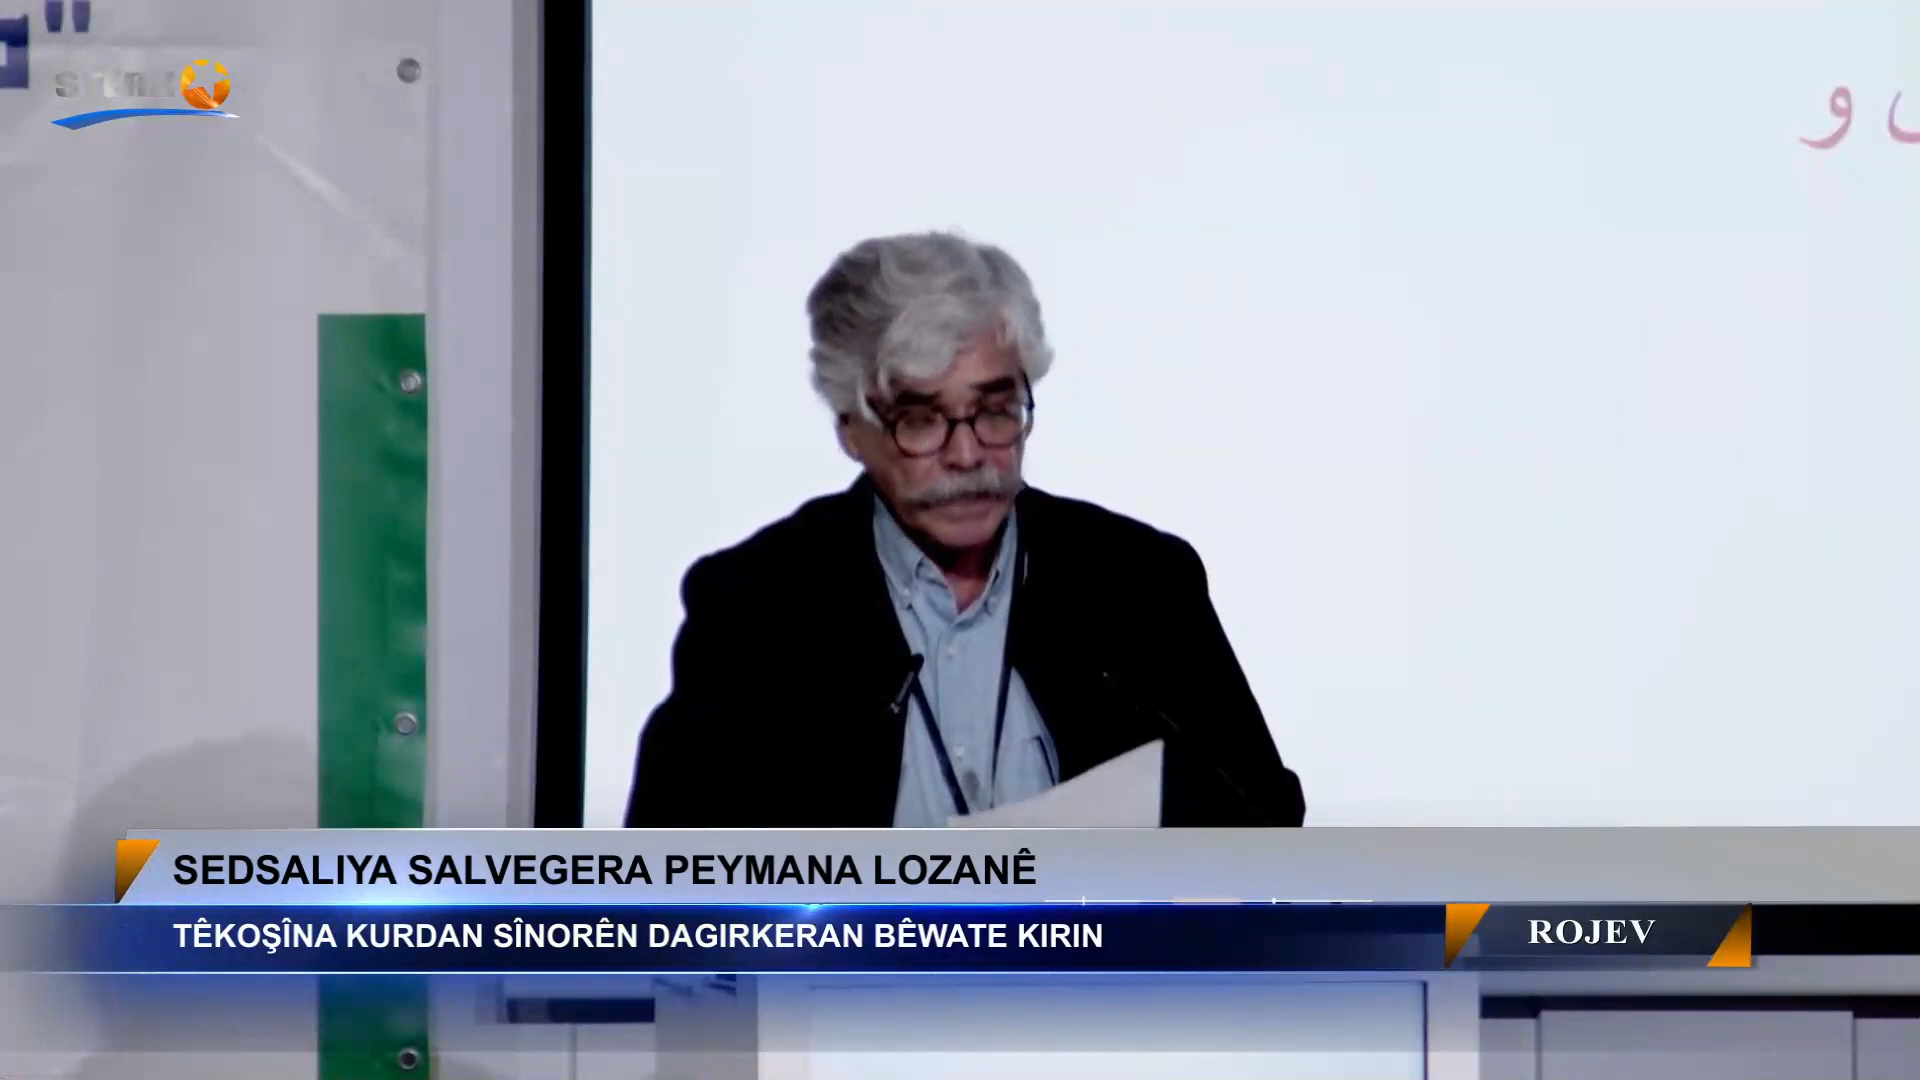 SEDSALIYA SALVEGERA PEYMANA LOZANÊ
TÊKOŞÎNA KURDAN SÎNORÊN DAGIRKERAN BÊWATE KIRIN
ROJEV
و